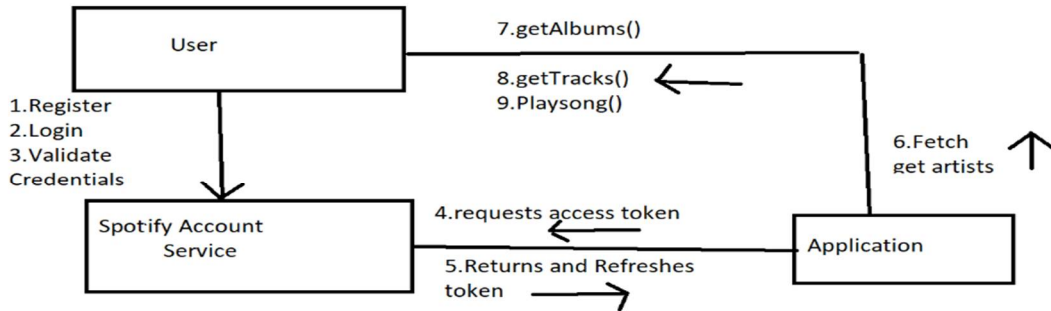 User
7.getAlbums()
8.getTracks()
9.Playsong()
1.Register
2.Login
3.Validate
Credentials
6.Fetch
get artists
Spotify Account
Service
4.requests access token
Application
5.Returns and Refreshes
token